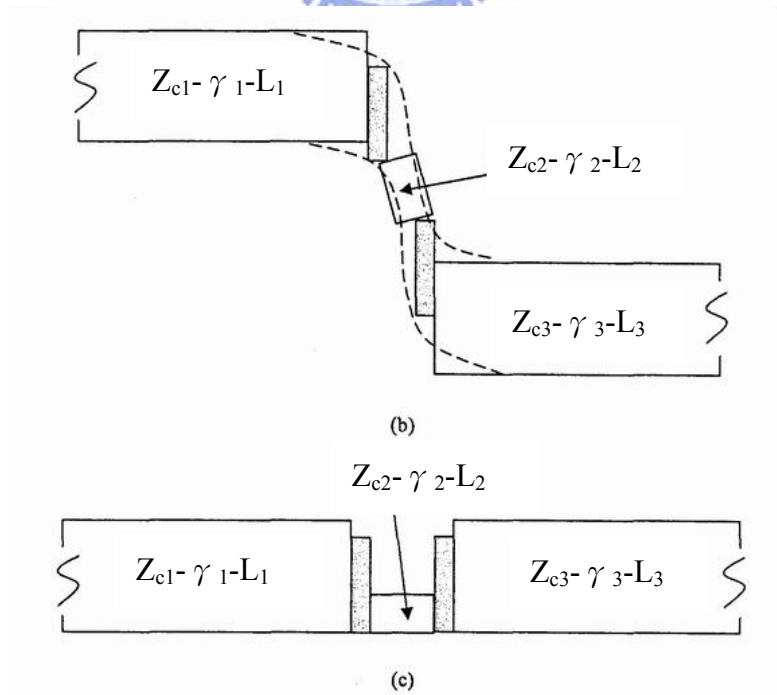 Zc1- γ 1-L1
Zc2- γ 2-L2
Zc3- γ 3-L3
(b)
Zc2- γ 2-L2
Zc1- γ 1-L1
Zc3- γ 3-L3
(c)